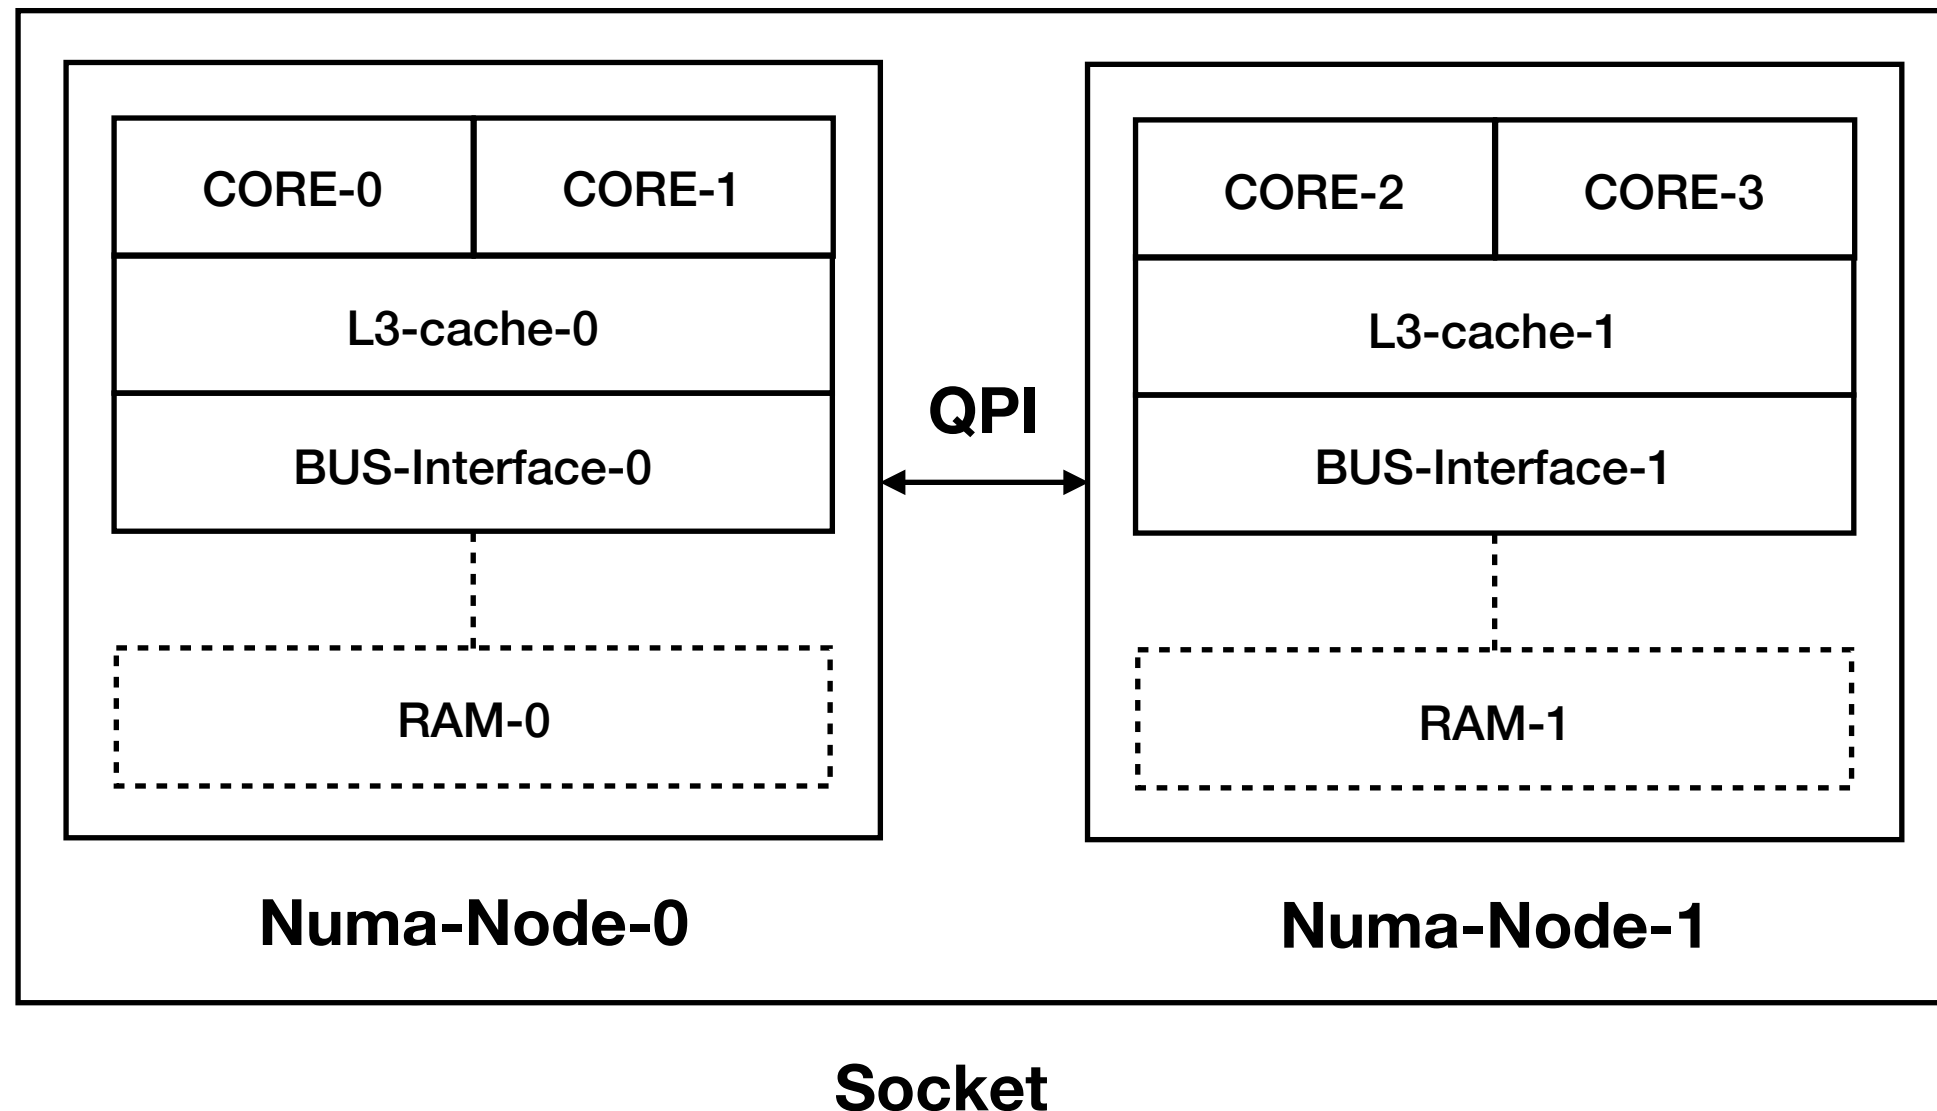 CORE-0
CORE-1
L3-cache-0
BUS-Interface-0
RAM-0
Numa-Node-0
QPI
CORE-2
CORE-3
L3-cache-1
BUS-Interface-1
RAM-1
Numa-Node-1
Socket